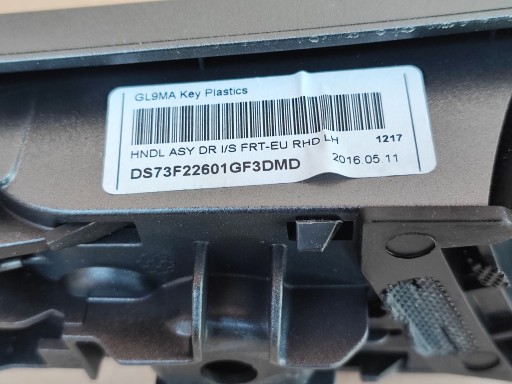 GL9MA Key Plastics
HNDL ASY DR I/S FRT-EU RHD LH 1217
DS73F22601GF3DMD 2016.05.11